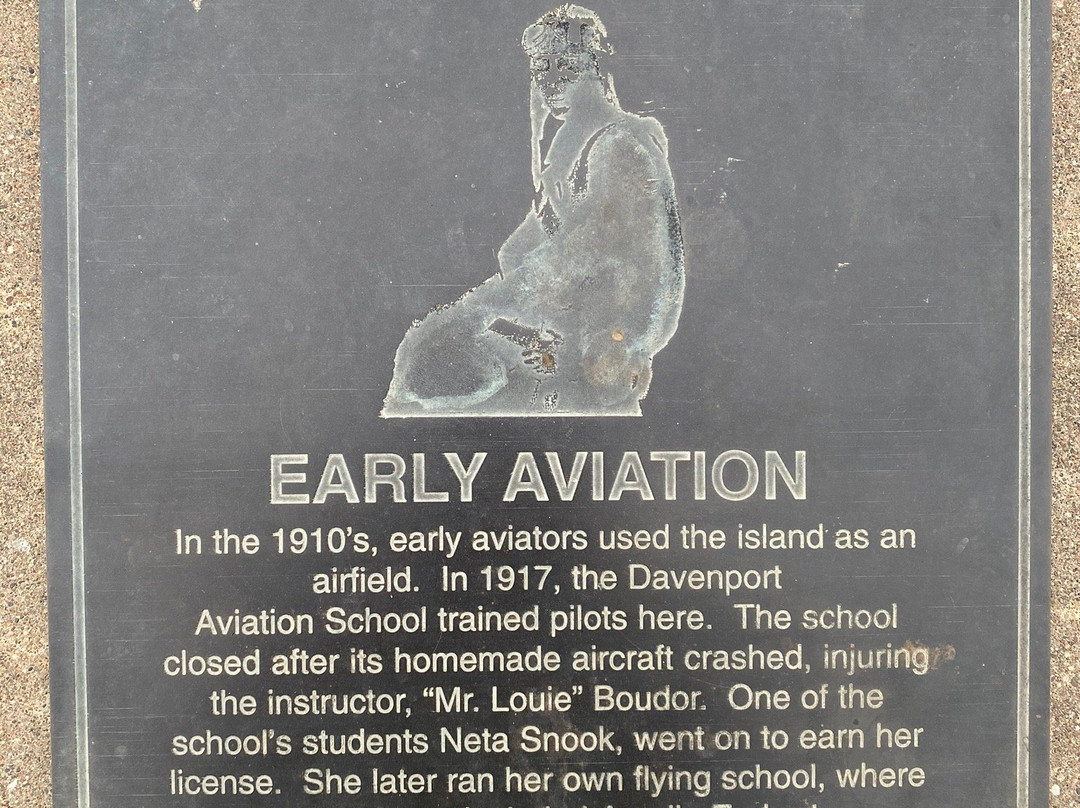 EARLY AVIATION
In the 1910's, early aviators used the island as an
airfield.  In 1917, the Davenport
Aviation School trained pilots here.  The school
closed after its homemade aircraft crashed, injuring
the instructor, “Mr. Louie” Boudor.  One of the
school's students Neta Snook, went on to earn her
license.  She later ran her own flying school, where